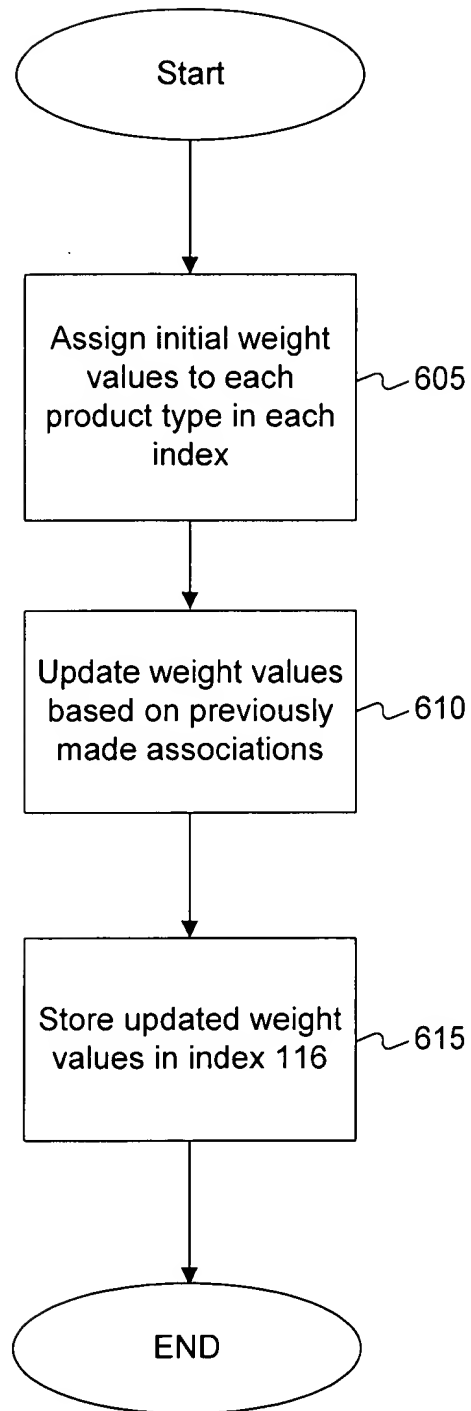 Start
Assign initial weight
values to each
product type in each
index
605
Update weight values
based on previously
made associations
610
Store updated weight
values in index 116
615
END